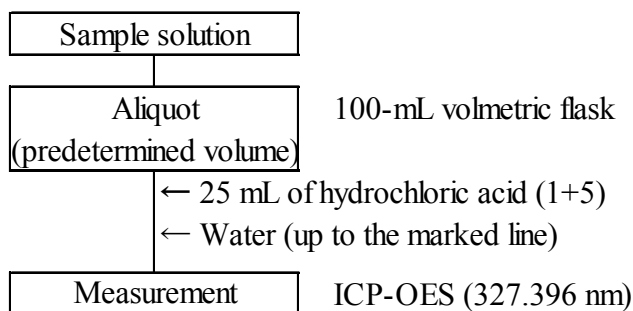 Sample solution
Aliquot
(predetermined volume)
100-mL volmetric flask
← 25 mL of hydrochloric acid (1+5)
← Water (up to the marked line)
Measurement
ICP-OES (327.396 nm)